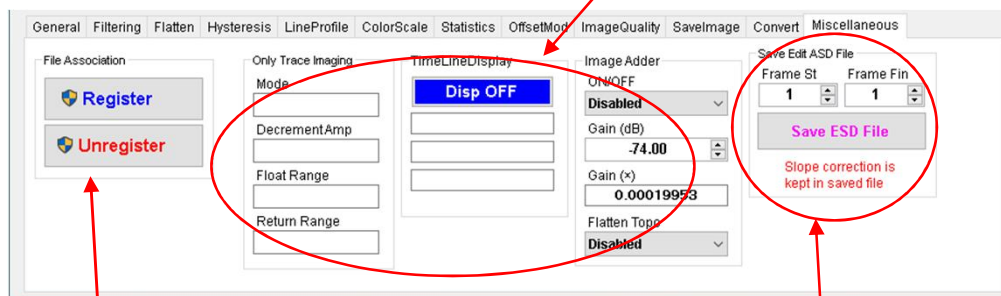 General Filtering Flatten Hysteresis LineProfile ColorScale Statistics OffsetMod ImageQuality SaveImage Convert Miscellaneous
File Association
Register
Unregister
Only Trace Imaging
Mode
DecrementAmp
Float Range
Return Range
TimeLineDisplay
Disp OFF
Image Adder
ON/OFF
Disabled
Gain (dB)
-74.00
Gain (×)
0.00019953
Flatten Topo
Disabled
Save Edit ASD File
Frame St Frame Fin
1 1
Save ESD File
Slope correction is
kept in saved file